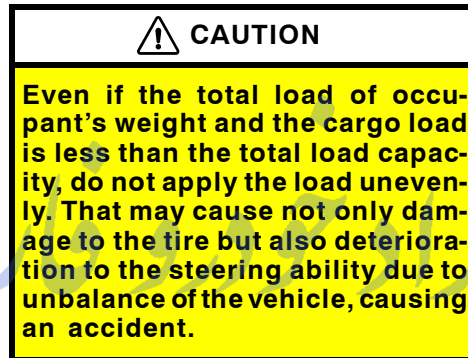 CAUTION
Even if the total load of occu-
pant's weight and the cargo load
is less than the total load capac-
ity, do not apply the load uneven-
ly. That may cause not only dam-
age to the tire but also deteriora-
tion to the steering ability due to
unbalance of the vehicle, causing
an accident.